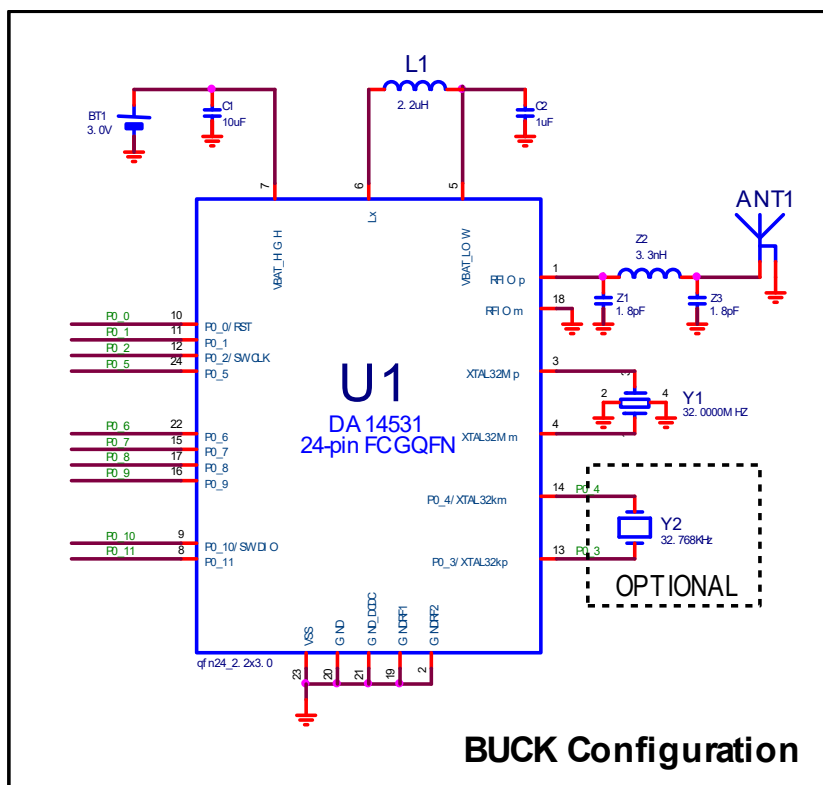 L1
2.2uH
C1
10uF
BT1
3.0V
C2
1uF
7
6
5
VBAT_HIGH
Lx
VBAT_LOW
ANT1
Z2
3.3nH
1
RFIOp
Z1
1.8pF
Z3
1.8pF
18
RFIOm
P0_0
10
P0_0/RST
P0_1
11
P0_1
P0_2
12
P0_2/SWCLK
P0_5
24
P0_5
3
XTAL32Mp
2
4
Y1
32.0000MHZ
4
XTAL32Mm
U1
DA14531
24-pin FCGQFN
P0_6
22
P0_6
P0_7
15
P0_7
P0_8
17
P0_8
P0_9
16
P0_9
14
P0_4
P0_4/XTAL32km
Y2
32.768KHz
P0_10
9
P0_10/SWDIO
P0_11
8
P0_11
13
P0_3
P0_3/XTAL32kp
OPTIONAL
VSS
GND
GND_DCDC
GNDRF1
GNDRF2
qfn24_2.2x3.0
23
20
21
19
2
BUCK Configuration